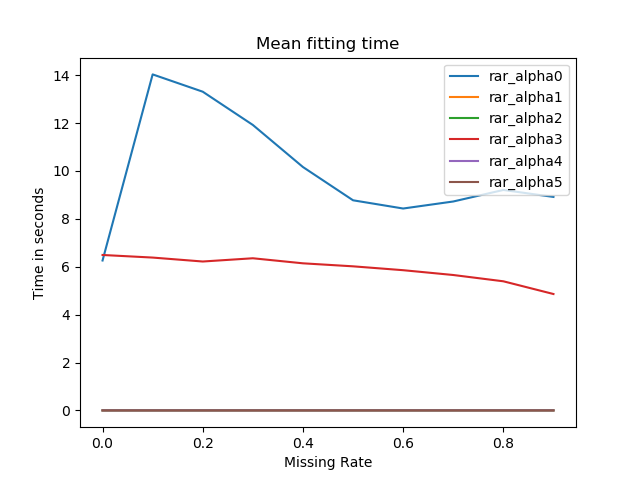 Mean fitting time
rar_alpha0
rar_alpha1
rar_alpha2
rar_alpha3
rar_alpha4
rar_alpha5
14
12
10
8
6
4
2
0
Time in seconds
0.0 0.2 0.4 0.6 0.8
Missing Rate